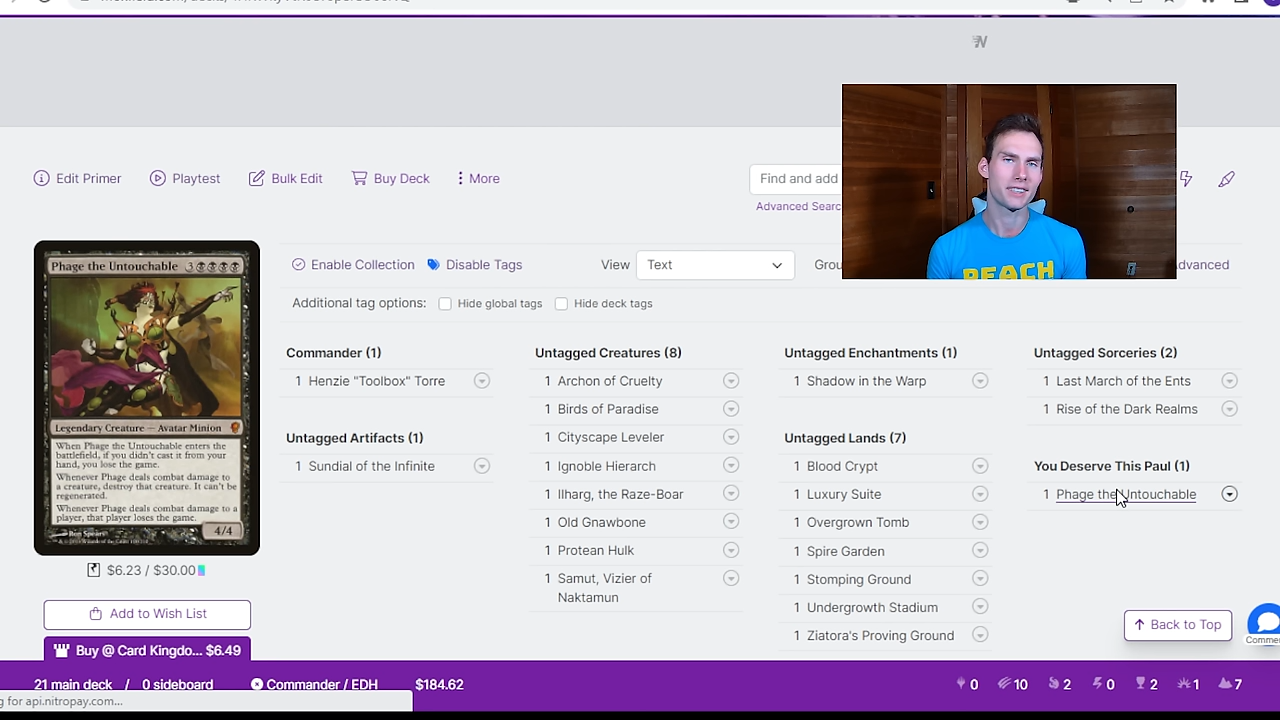 Edit Primer
Playtest
Bulk Edit
Buy Deck
More
Find and add
Advanced Searc
Phage the Untouchable 3
Legendary Creature — Avatar Minion
When Phage the Untouchable enters the
battlefield, if you didn't cast it from your
hand, you lose the game.
Whenever Phage deals combat damage to
a creature, destroy that creature. It can't be
regenerated.
Whenever Phage deals combat damage to a
player, that player loses the game.
Ron Spears
4/4
$6.23 / $30.00
Add to Wish List
Buy @ Card Kingdo... $6.49
Enable Collection
Disable Tags
View
Text
Grou
dvanced
Additional tag options:
Hide global tags
Hide deck tags
Commander (1)
1 Henzie "Toolbox" Torre
Untagged Artifacts (1)
1 Sundial of the Infinite
Untagged Creatures (8)
1 Archon of Cruelty
1 Birds of Paradise
1 Cityscape Leveler
1 Ignoble Hierarch
1 Ilharg, the Raze-Boar
1 Old Gnawbone
1 Protean Hulk
1 Samut, Vizier of
Naktamun
Untagged Enchantments (1)
1 Shadow in the Warp
Untagged Lands (7)
1 Blood Crypt
1 Luxury Suite
1 Overgrown Tomb
1 Spire Garden
1 Stomping Ground
1 Undergrowth Stadium
1 Ziatora's Proving Ground
Untagged Sorceries (2)
1 Last March of the Ents
1 Rise of the Dark Realms
You Deserve This Paul (1)
1 Phage the Untouchable
REACH
Back to Top
Comme
21 main deck / 0 sideboard
Commander / EDH
$184.62
0 10 2 0 2 1 7
g for api.nitropay.com...